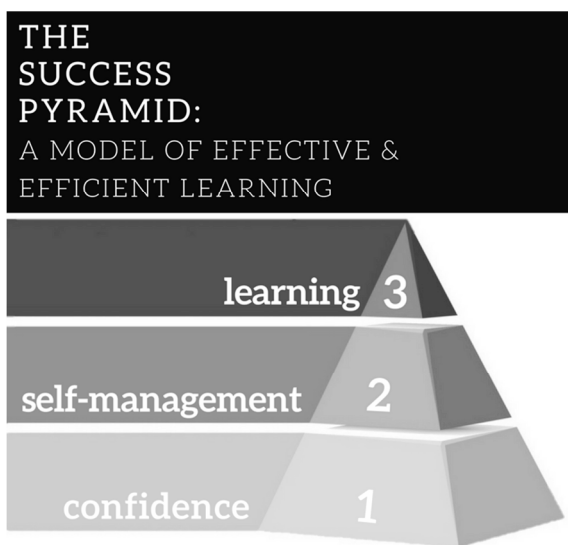 THE
SUCCESS
PYRAMID:
A MODEL OF EFFECTIVE &
EFFICIENT LEARNING
learning 3
self-management 2
confidence 1